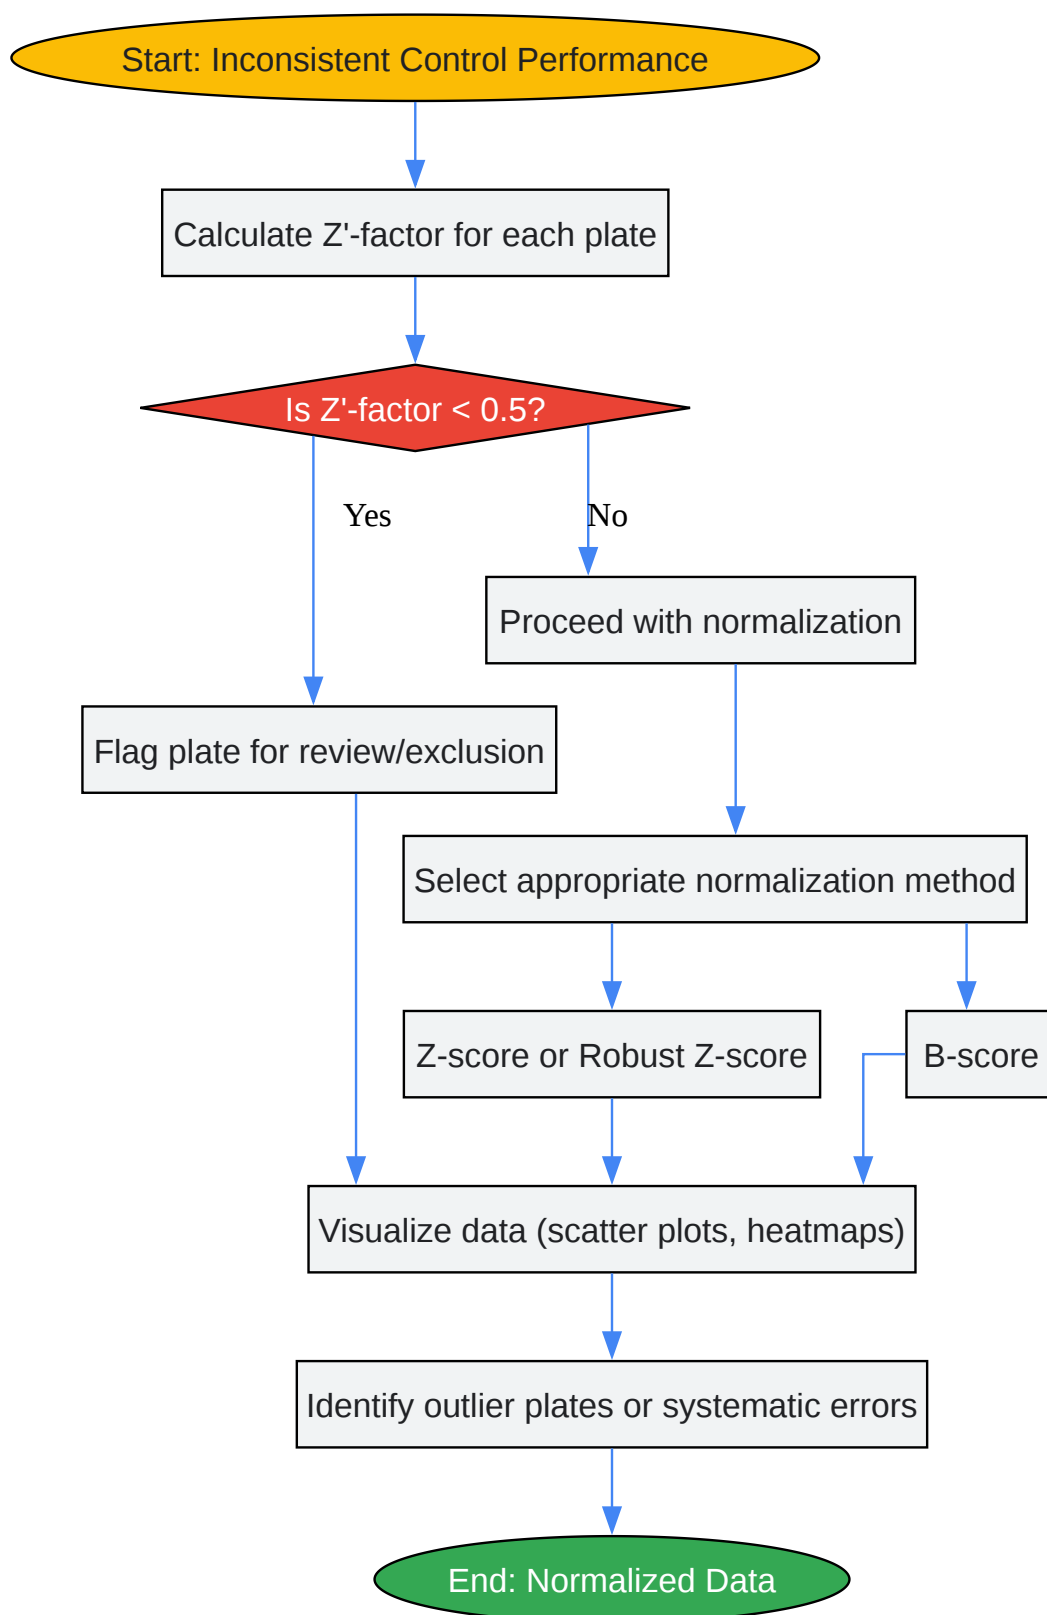 Start: Inconsistent Control Performance
Calculate Z'-factor for each plate
Is Z'-factor < 0.5?
Yes
No
Proceed with normalization
Flag plate for review/exclusion
Select appropriate normalization method
Z-score or Robust Z-score
B-score
Visualize data (scatter plots, heatmaps)
Identify outlier plates or systematic errors
End: Normalized Data